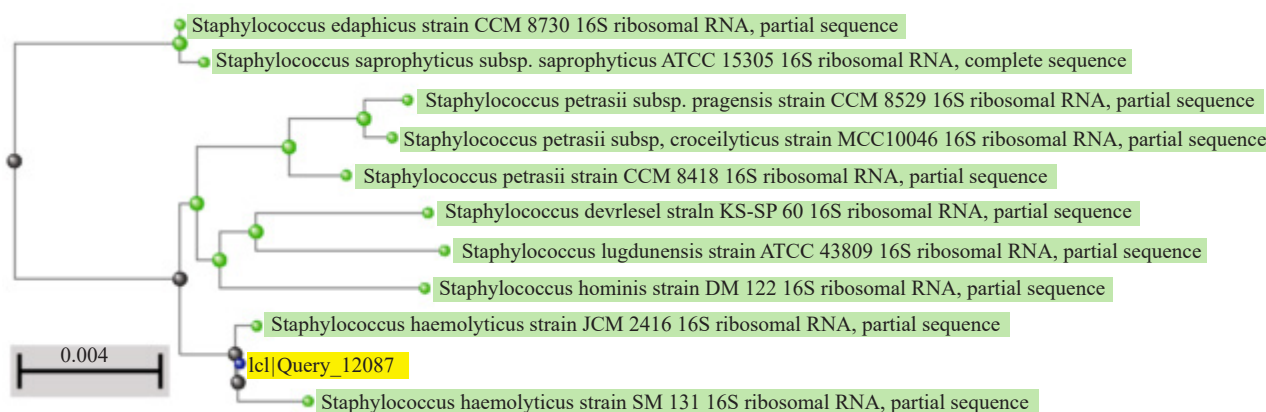 Staphylococcus edaphicus strain CCM 8730 16S ribosomal RNA, partial sequence
Staphylococcus saprophyticus subsp. saprophyticus ATCC 15305 16S ribosomal RNA, complete sequence
Staphylococcus petrasii subsp. pragensis strain CCM 8529 16S ribosomal RNA, partial sequence
Staphylococcus petrasii subsp, croceilyticus strain MCC10046 16S ribosomal RNA, partial sequence
Staphylococcus petrasii strain CCM 8418 16S ribosomal RNA, partial sequence
Staphylococcus devrlesel straln KS-SP 60 16S ribosomal RNA, partial sequence
Staphylococcus lugdunensis strain ATCC 43809 16S ribosomal RNA, partial sequence
Staphylococcus hominis strain DM 122 16S ribosomal RNA, partial sequence
Staphylococcus haemolyticus strain JCM 2416 16S ribosomal RNA, partial sequence
0.004
lcl|Query_12087
Staphylococcus haemolyticus strain SM 131 16S ribosomal RNA, partial sequence